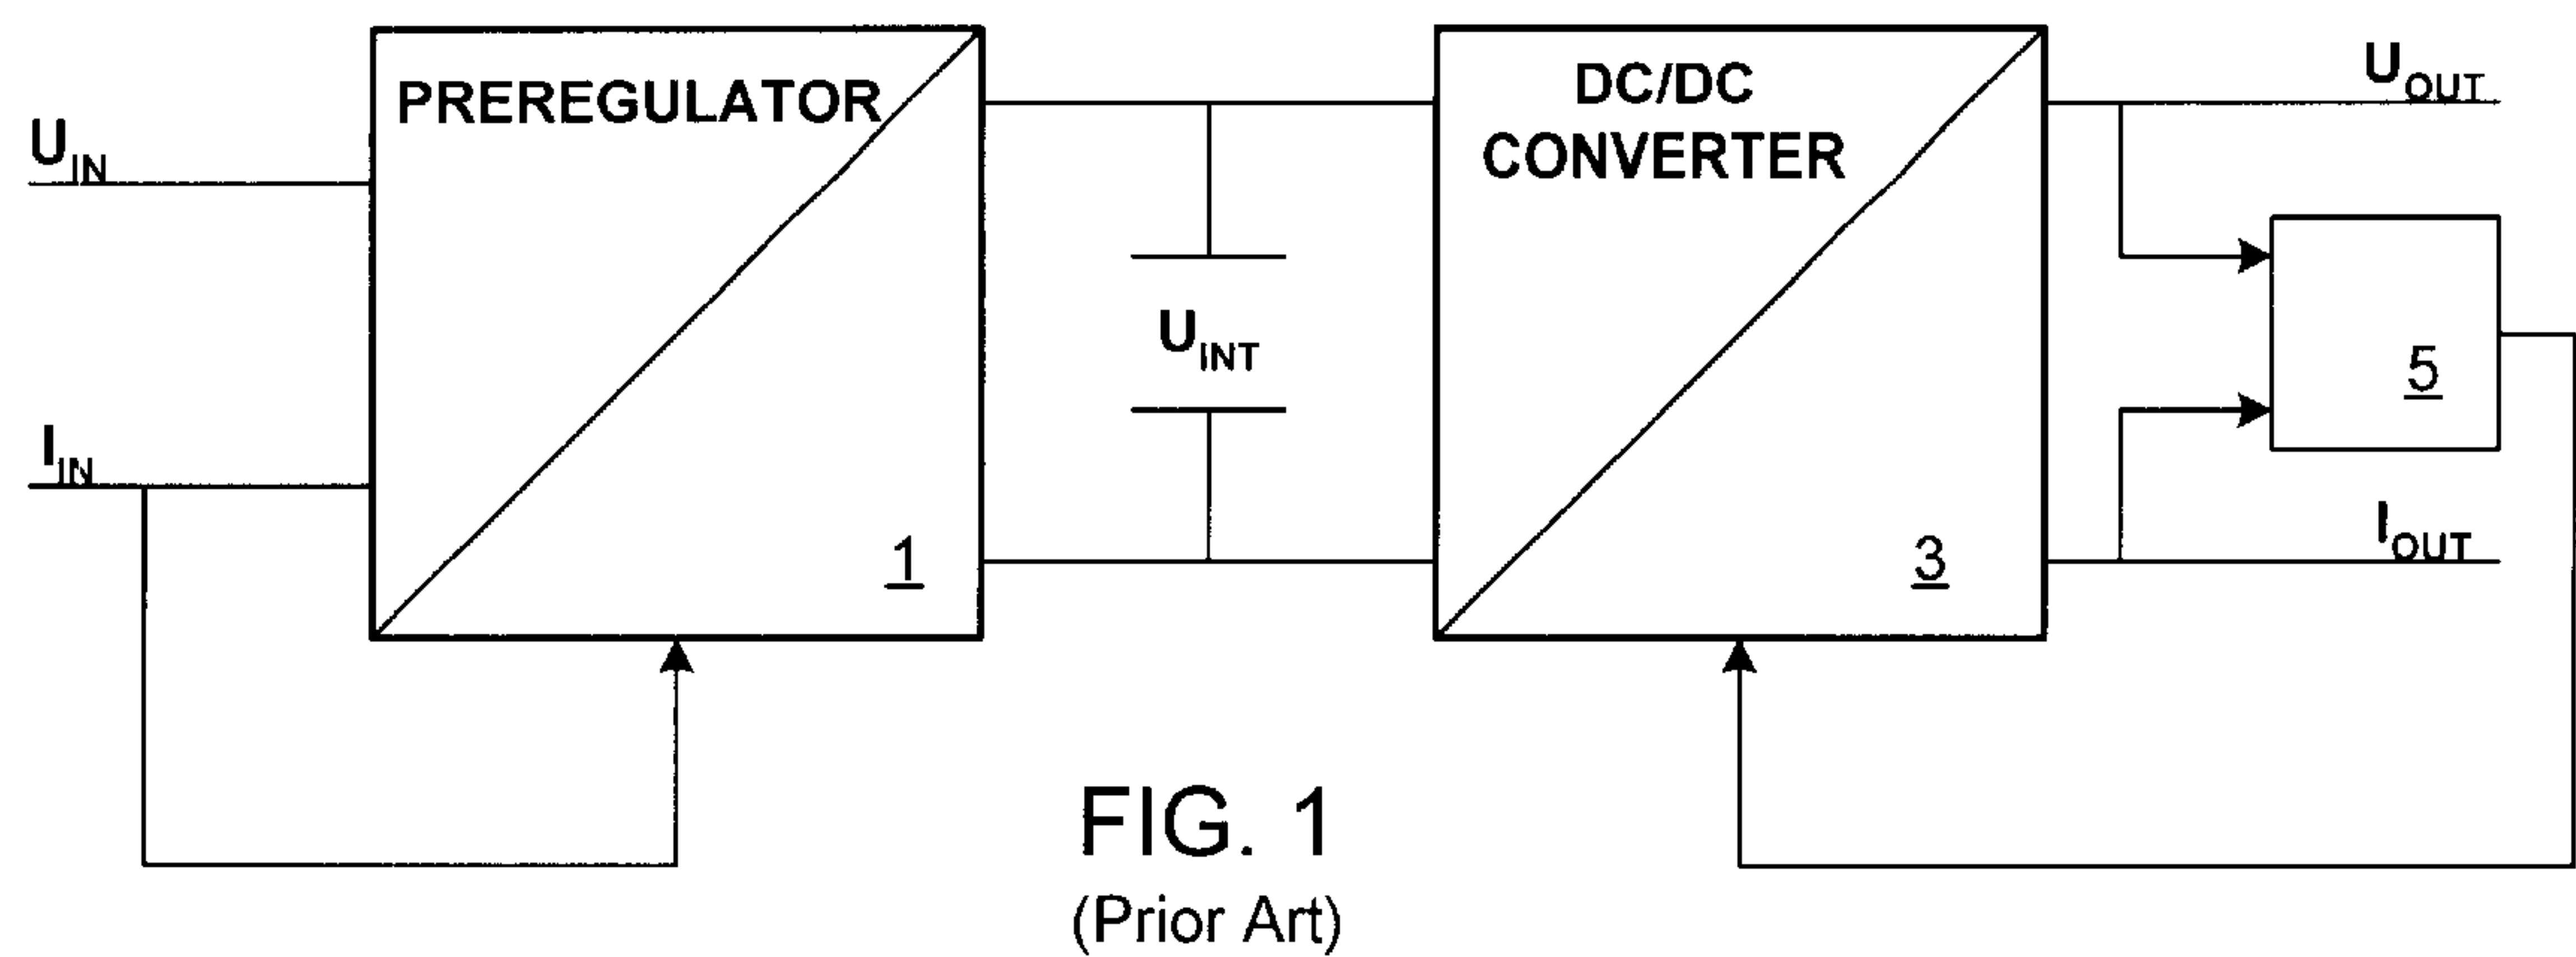 PREREGULATOR
DC/DC
CONVERTER
U_OUT
U_IN
U_INT
5
I_IN
I_OUT
1
3
FIG. 1
(Prior Art)